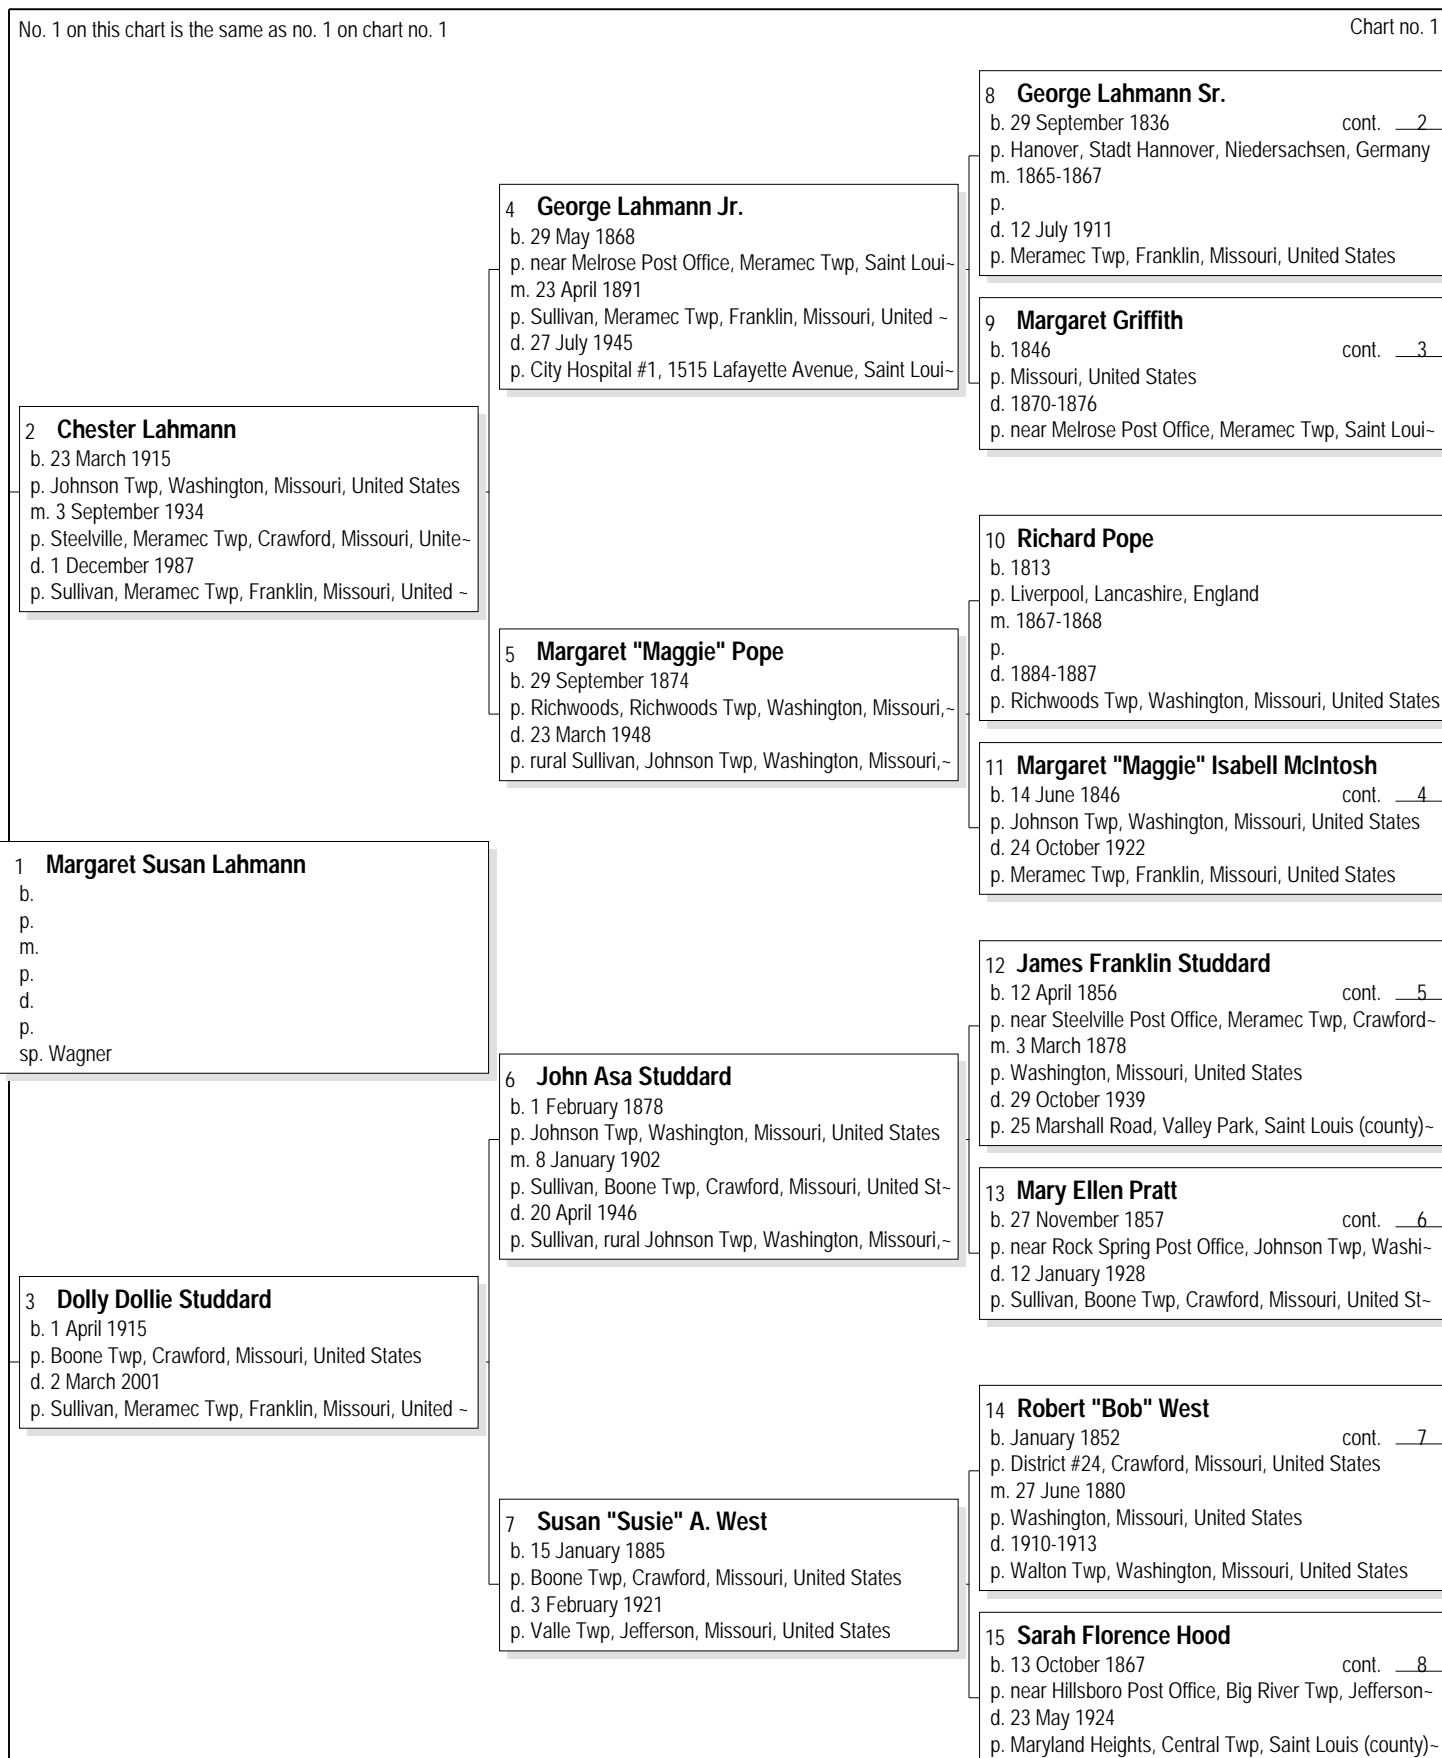 No. 1 on this chart is the same as no. 1 on chart no. 1
Chart no. 1
8 George Lahmann Sr.
b. 29 September 1836 cont. 2
p. Hanover, Stadt Hannover, Niedersachsen, Germany
m. 1865-1867
p.
d. 12 July 1911
p. Meramec Twp, Franklin, Missouri, United States
4 George Lahmann Jr.
b. 29 May 1868
p. near Melrose Post Office, Meramec Twp, Saint Loui~
m. 23 April 1891
p. Sullivan, Meramec Twp, Franklin, Missouri, United ~
d. 27 July 1945
p. City Hospital #1, 1515 Lafayette Avenue, Saint Loui~
9 Margaret Griffith
b. 1846 cont. 3
p. Missouri, United States
d. 1870-1876
p. near Melrose Post Office, Meramec Twp, Saint Loui~
2 Chester Lahmann
b. 23 March 1915
p. Johnson Twp, Washington, Missouri, United States
m. 3 September 1934
p. Steelville, Meramec Twp, Crawford, Missouri, Unite~
d. 1 December 1987
p. Sullivan, Meramec Twp, Franklin, Missouri, United ~
10 Richard Pope
b. 1813
p. Liverpool, Lancashire, England
m. 1867-1868
p.
d. 1884-1887
p. Richwoods Twp, Washington, Missouri, United States
5 Margaret "Maggie" Pope
b. 29 September 1874
p. Richwoods, Richwoods Twp, Washington, Missouri,~
d. 23 March 1948
p. rural Sullivan, Johnson Twp, Washington, Missouri,~
11 Margaret "Maggie" Isabell McIntosh
b. 14 June 1846 cont. 4
p. Johnson Twp, Washington, Missouri, United States
d. 24 October 1922
p. Meramec Twp, Franklin, Missouri, United States
1 Margaret Susan Lahmann
b.
p.
m.
p.
d.
p.
sp. Wagner
12 James Franklin Studdard
b. 12 April 1856 cont. 5
p. near Steelville Post Office, Meramec Twp, Crawford~
m. 3 March 1878
p. Washington, Missouri, United States
d. 29 October 1939
p. 25 Marshall Road, Valley Park, Saint Louis (county)~
6 John Asa Studdard
b. 1 February 1878
p. Johnson Twp, Washington, Missouri, United States
m. 8 January 1902
p. Sullivan, Boone Twp, Crawford, Missouri, United St~
d. 20 April 1946
p. Sullivan, rural Johnson Twp, Washington, Missouri,~
13 Mary Ellen Pratt
b. 27 November 1857 cont. 6
p. near Rock Spring Post Office, Johnson Twp, Washi~
d. 12 January 1928
p. Sullivan, Boone Twp, Crawford, Missouri, United St~
3 Dolly Dollie Studdard
b. 1 April 1915
p. Boone Twp, Crawford, Missouri, United States
d. 2 March 2001
p. Sullivan, Meramec Twp, Franklin, Missouri, United ~
14 Robert "Bob" West
b. January 1852 cont. 7
p. District #24, Crawford, Missouri, United States
m. 27 June 1880
p. Washington, Missouri, United States
d. 1910-1913
p. Walton Twp, Washington, Missouri, United States
7 Susan "Susie" A. West
b. 15 January 1885
p. Boone Twp, Crawford, Missouri, United States
d. 3 February 1921
p. Valle Twp, Jefferson, Missouri, United States
15 Sarah Florence Hood
b. 13 October 1867 cont. 8
p. near Hillsboro Post Office, Big River Twp, Jefferson~
d. 23 May 1924
p. Maryland Heights, Central Twp, Saint Louis (county)~